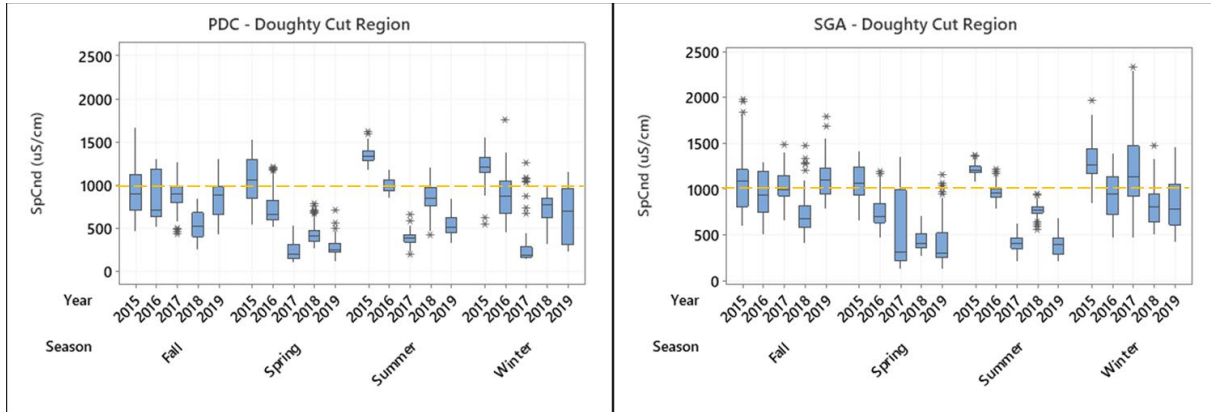 PDC - Doughty Cut Region
SpCnd (uS/cm)
2500
2000
1500
1000
500
0
Year
2015 2016 2017 2018 2019 2015 2016 2017 2018 2019 2015 2016 2017 2018 2019 2015 2016 2017 2018 2019
Season
Fall Spring Summer Winter
SGA - Doughty Cut Region
SpCnd (uS/cm)
2500
2000
1500
1000
500
0
Year
2015 2016 2017 2018 2019 2015 2016 2017 2018 2019 2015 2016 2017 2018 2019 2015 2016 2017 2018 2019
Season
Fall Spring Summer Winter